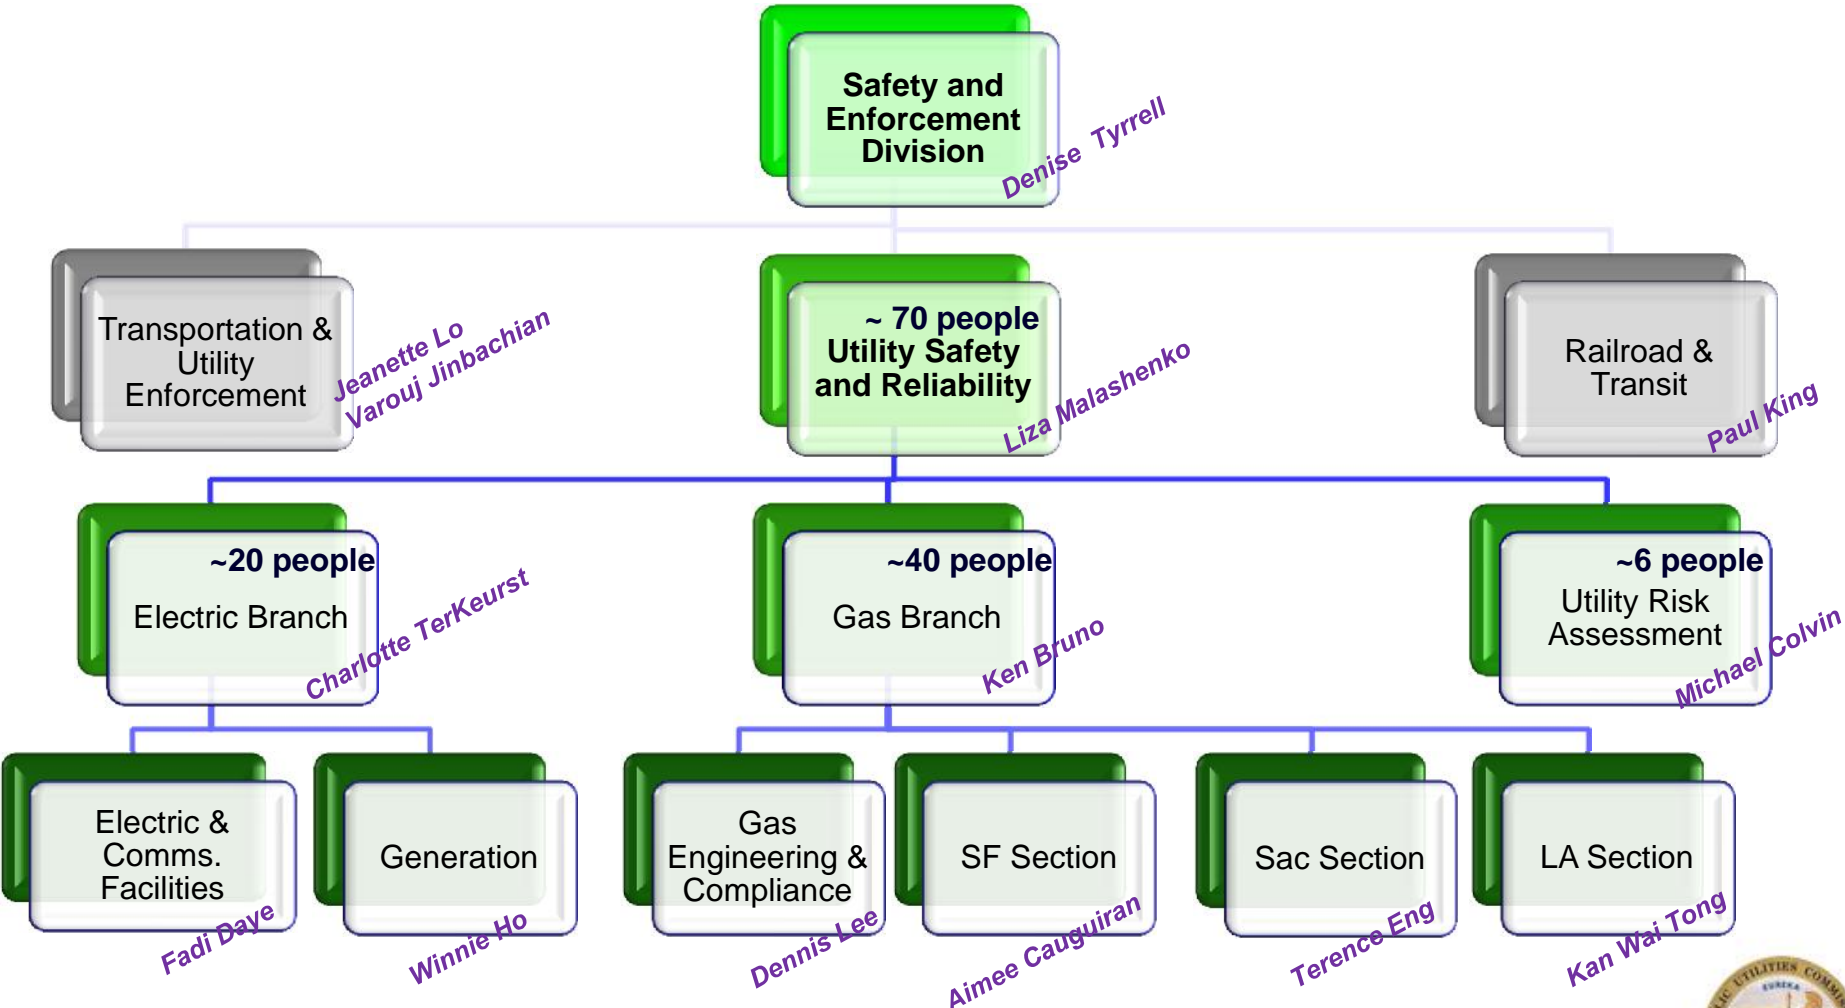 Safety and
Enforcement
Division
Denise Tyrrell
Transportation &
Utility
Enforcement
Jeanette Lo
Varouj Jinbachian
~ 70 people
Utility Safety
and Reliability
Liza Malashenko
Railroad &
Transit
Paul King
~20 people
Electric Branch
Charlotte TerKeurst
~40 people
Gas Branch
Ken Bruno
~6 people
Utility Risk
Assessment
Michael Colvin
Electric &
Comms.
Facilities
Fadi Daye
Generation
Winnie Ho
Gas
Engineering &
Compliance
Dennis Lee
SF Section
Aimee Cauguiran
Sac Section
Terence Eng
LA Section
Kan Wai Tong
UTILITIES
EUREKA